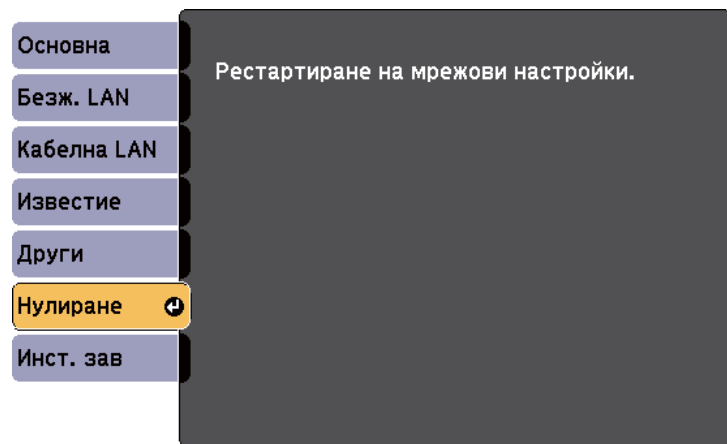 Основна
Безж. LAN
Кабелна LAN
Известие
Други
Нулиране
Инст. зав
Рестартиране на мрежови настройки.